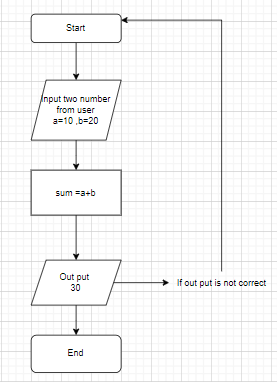 Start
Input two number
from user
a=10 ,b=20
sum =a+b
Out put
30
If out put is not correct
End